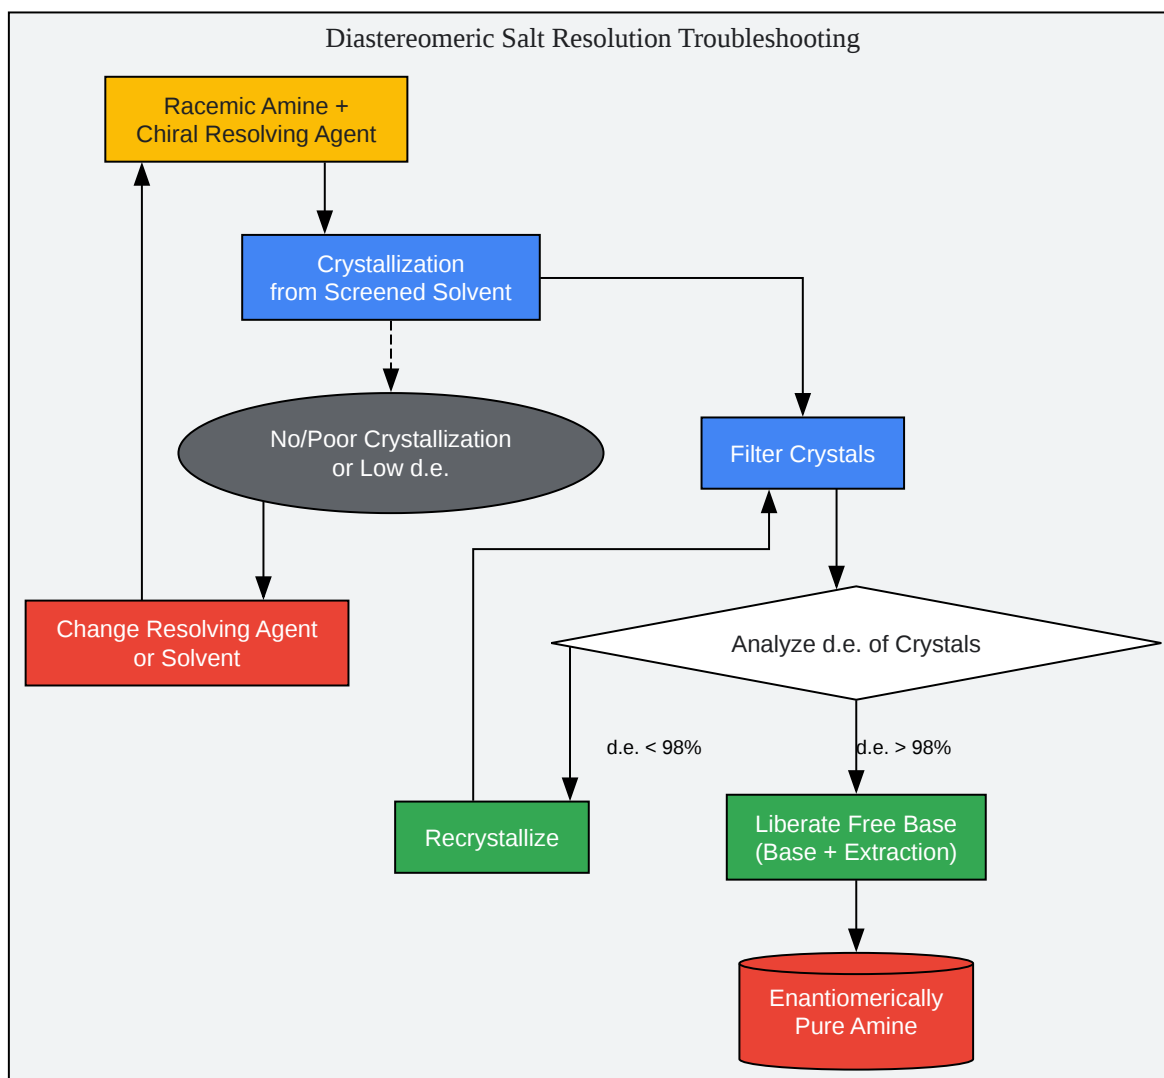 Diastereomeric Salt Resolution Troubleshooting
Racemic Amine +
Chiral Resolving Agent
Crystallization
from Screened Solvent
No/Poor Crystallization
or Low d.e.
Filter Crystals
Change Resolving Agent
or Solvent
Analyze d.e. of Crystals
d.e. < 98%
d.e. > 98%
Recrystallize
Liberate Free Base
(Base + Extraction)
Enantiomerically
Pure Amine